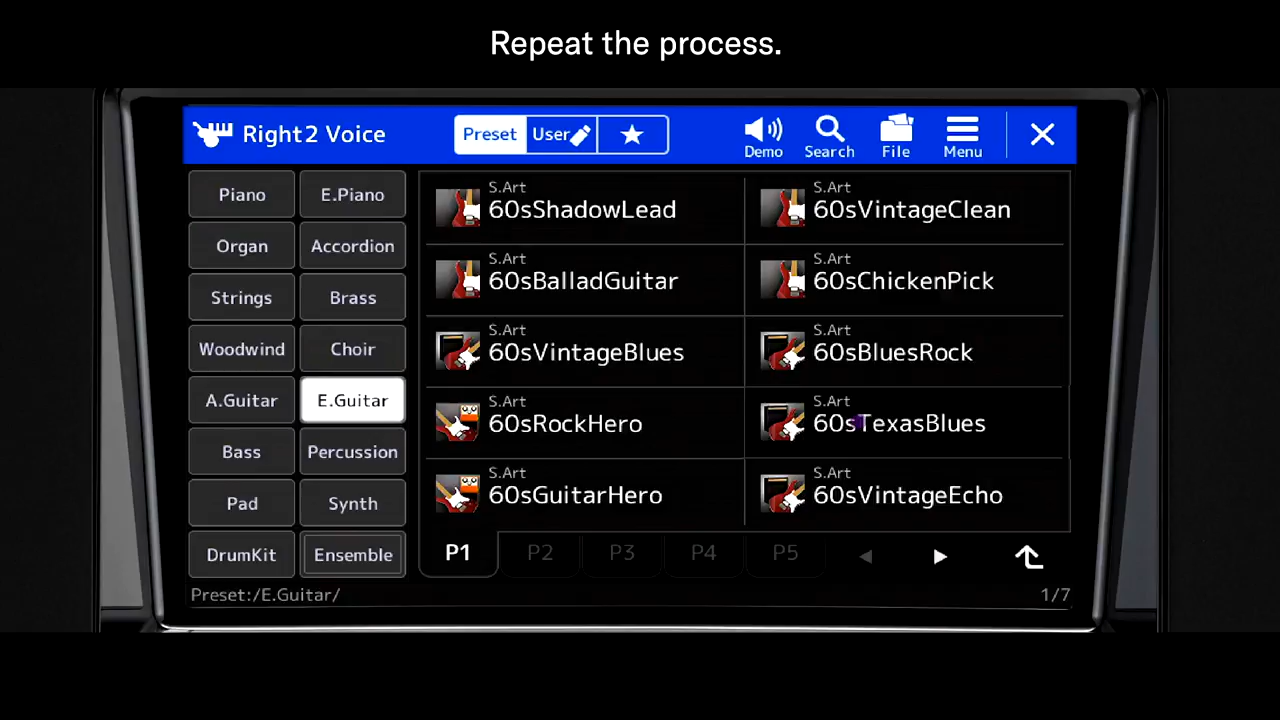 Repeat the process.
Right2 Voice
Preset
User
Demo
Search
File
Menu
Piano
E.Piano
Organ
Accordion
Strings
Brass
Woodwind
Choir
A.Guitar
E.Guitar
Bass
Percussion
Pad
Synth
DrumKit
Ensemble
S.Art
60sShadowLead
S.Art
60sVintageClean
S.Art
60sBalladGuitar
S.Art
60sChickenPick
S.Art
60sVintageBlues
S.Art
60sBluesRock
S.Art
60sRockHero
S.Art
60sTexasBlues
S.Art
60sGuitarHero
S.Art
60sVintageEcho
P1
P2
P3
P4
P5
Preset:/E.Guitar/
1/7